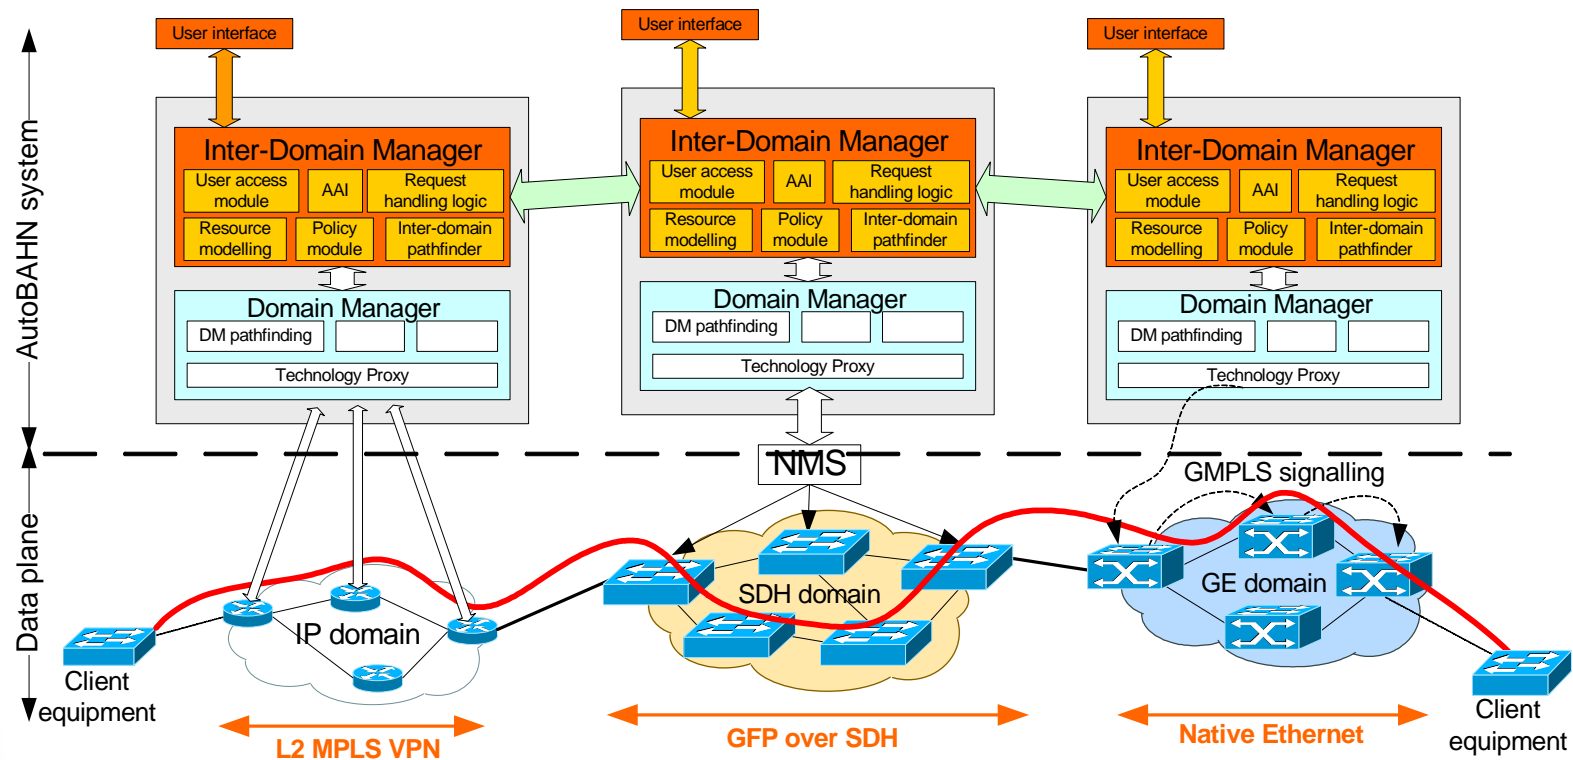 User interface
User interface
User interface
AutoBAHN system
Inter-Domain Manager
User access
module
AAI
Request
handling logic
Resource
modelling
Policy
module
Inter-domain
pathfinder
Domain Manager
DM pathfinding
Technology Proxy
Inter-Domain Manager
User access
module
AAI
Request
handling logic
Resource
modelling
Policy
module
Inter-domain
pathfinder
Domain Manager
DM pathfinding
Technology Proxy
Inter-Domain Manager
User access
module
AAI
Request
handling logic
Resource
modelling
Policy
module
Inter-domain
pathfinder
Domain Manager
DM pathfinding
Technology Proxy
NMS
GMPLS signalling
Data plane
IP domain
SDH domain
GE domain
Client
equipment
Client
equipment
L2 MPLS VPN
GFP over SDH
Native Ethernet